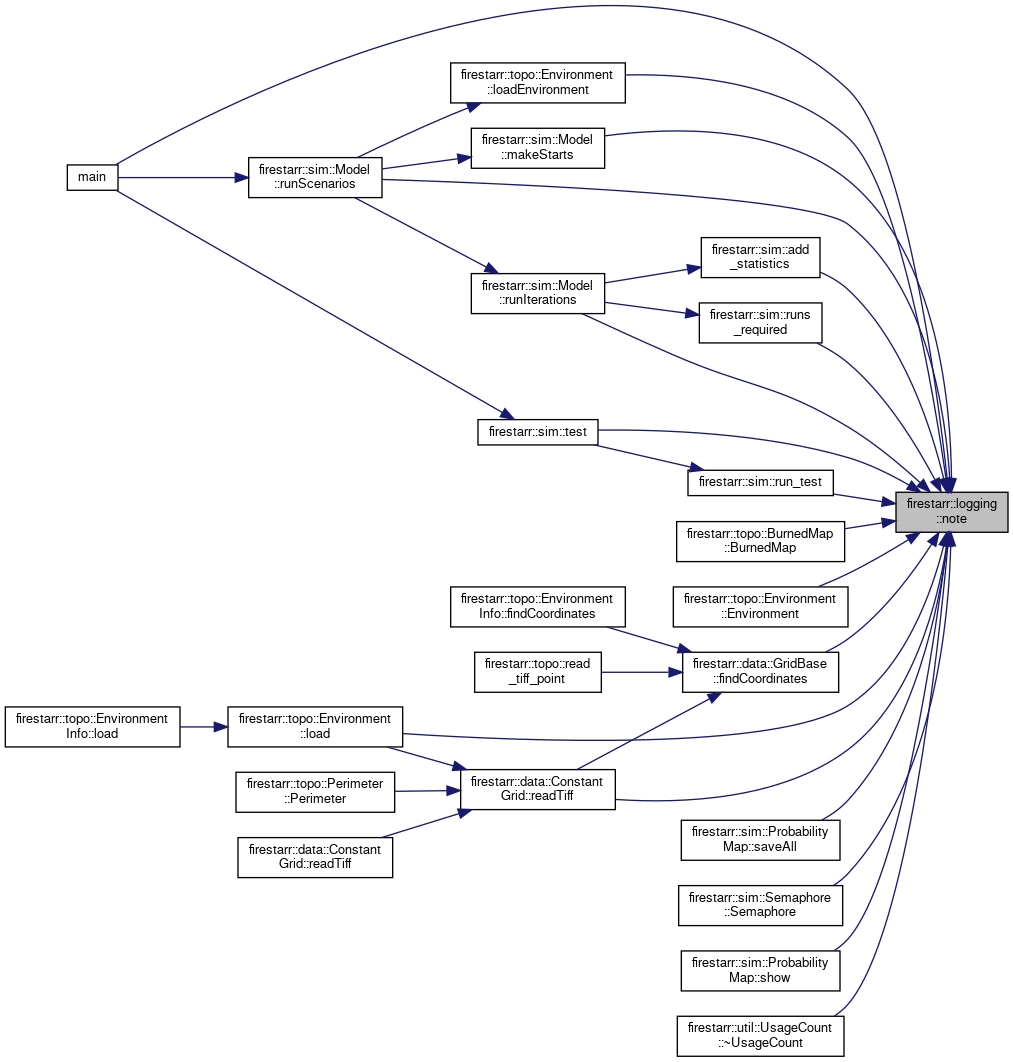 firestarr::topo::Environment
::loadEnvironment
firestarr::sim::Model
::makeStarts
main
firestarr::sim::Model
::runScenarios
firestarr::sim::add
_statistics
firestarr::sim::Model
::runIterations
firestarr::sim::runs
_required
firestarr::sim::test
firestarr::sim::run_test
firestarr::logging
::note
firestarr::topo::BurnedMap
::BurnedMap
firestarr::topo::Environment
Info::findCoordinates
firestarr::topo::Environment
::Environment
firestarr::topo::read
_tiff_point
firestarr::data::GridBase
::findCoordinates
firestarr::topo::Environment
Info::load
firestarr::topo::Environment
::load
firestarr::topo::Perimeter
::Perimeter
firestarr::data::Constant
Grid::readTiff
firestarr::data::Constant
Grid::readTiff
firestarr::sim::Probability
Map::saveAll
firestarr::sim::Semaphore
::Semaphore
firestarr::sim::Probability
Map::show
firestarr::util::UsageCount
::~UsageCount